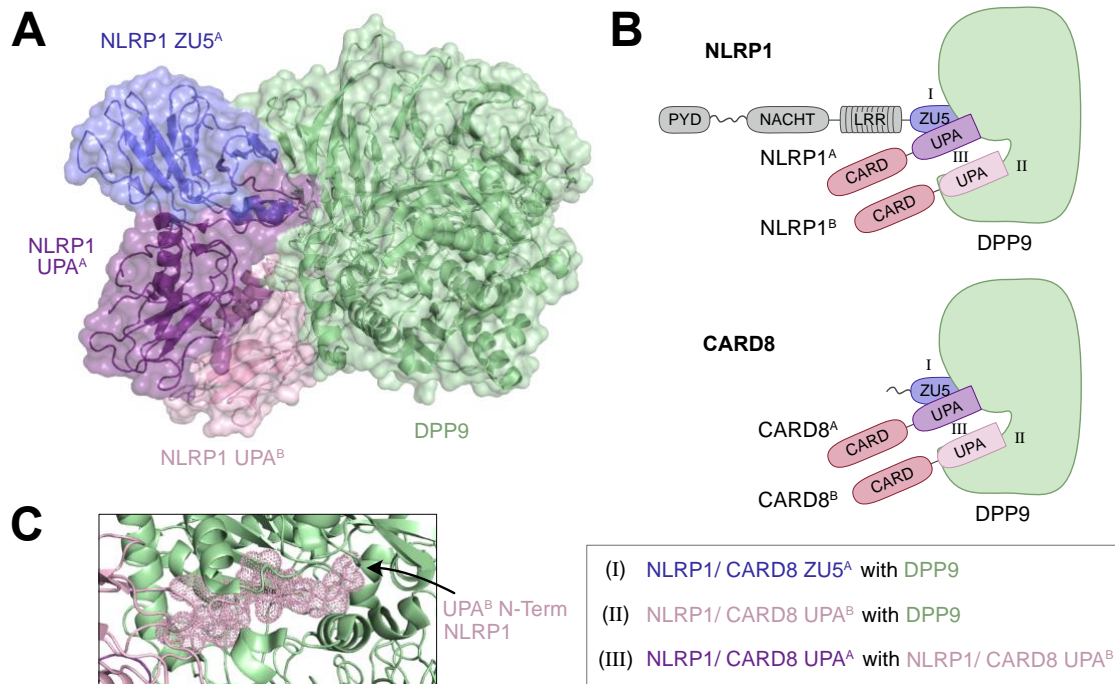 A
NLRP1 ZU5ᴬ
NLRP1
UPAᴬ
NLRP1 UPAᴮ
DPP9
B
NLRP1
I
PYD
NACHT
LRR
ZU5
UPA
NLRP1ᴬ
CARD
III
UPA
II
NLRP1ᴮ
CARD
DPP9
CARD8
I
ZU5
UPA
CARD8ᴬ
CARD
III
UPA
II
CARD8ᴮ
CARD
DPP9
C
UPAᴮ N-Term
NLRP1
(I) NLRP1/ CARD8 ZU5ᴬ with DPP9
(II) NLRP1/ CARD8 UPAᴮ with DPP9
(III) NLRP1/ CARD8 UPAᴬ with NLRP1/ CARD8 UPAᴮ